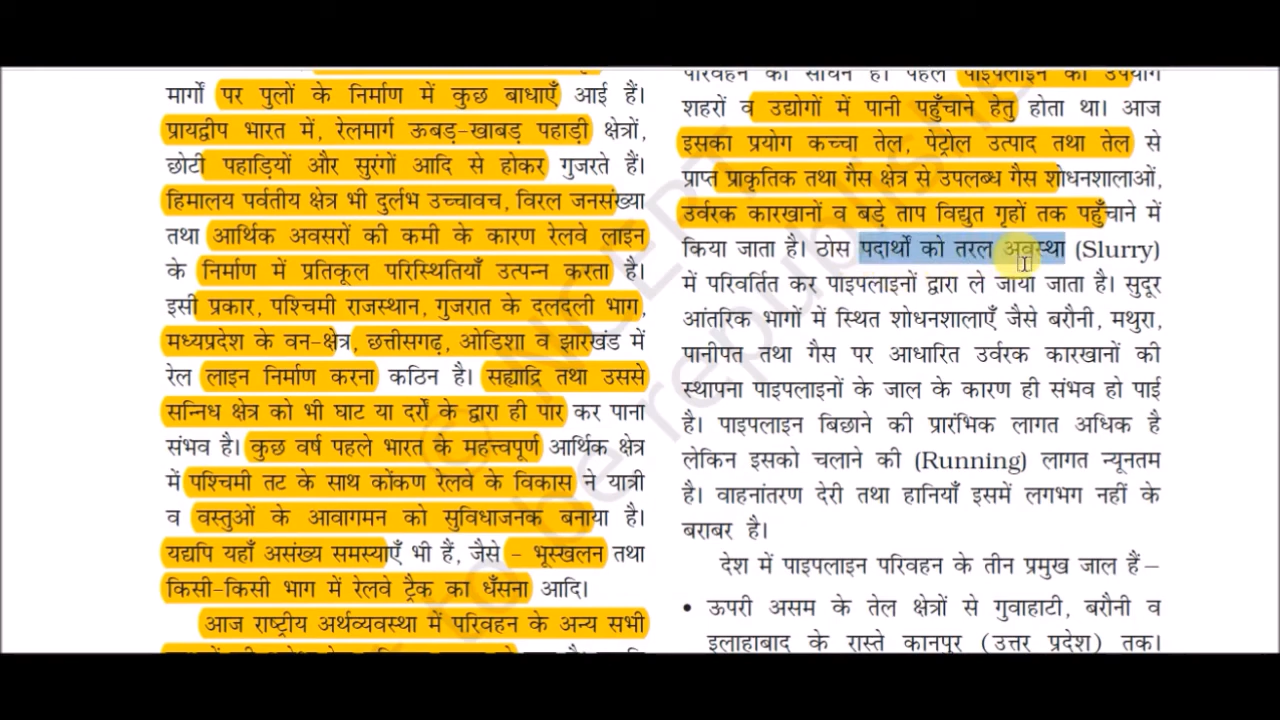 मार्गों पर पुलों के निर्माण में कुछ बाधाएँ आई हैं।
प्रायद्वीप भारत में, रेलमार्ग ऊबड़-खाबड़ पहाड़ी क्षेत्रों,
छोटी पहाड़ियों और सुरंगों आदि से होकर गुजरते हैं।
हिमालय पर्वतीय क्षेत्र भी दुर्लभ उच्चावच, विरल जनसंख्या
तथा आर्थिक अवसरों की कमी के कारण रेलवे लाईन
के निर्माण में प्रतिकूल परिस्थितियाँ उत्पन्न करता है।
इसी प्रकार, पश्चिमी राजस्थान, गुजरात के दलदली भाग,
मध्यप्रदेश के वन-क्षेत्र, छत्तीसगढ़, ओडिशा व झारखंड में
रेल लाइन निर्माण करना कठिन है। सह्याद्रि तथा उससे
सन्निध क्षेत्र को भी घाट या दर्रों के द्वारा ही पार कर पाना
संभव है। कुछ वर्ष पहले भारत के महत्त्वपूर्ण आर्थिक क्षेत्र
में पश्चिमी तट के साथ कोंकण रेलवे के विकास ने यात्री
व वस्तुओं के आवागमन को सुविधाजनक बनाया है।
यद्यपि यहाँ असंख्य समस्याएँ भी हैं, जैसे - भूस्खलन तथा
किसी-किसी भाग में रेलवे ट्रैक का धँसना आदि।
आज राष्ट्रीय अर्थव्यवस्था में परिवहन के अन्य सभी
परिवहन का साधन है। पहले पाइपलाइन का उपयोग
शहरों व उद्योगों में पानी पहुँचाने हेतु होता था। आज
इसका प्रयोग कच्चा तेल, पेट्रोल उत्पाद तथा तेल से
प्राप्त प्राकृतिक तथा गैस क्षेत्र से उपलब्ध गैस शोधनशालाओं,
उर्वरक कारखानों व बड़े ताप विद्युत गृहों तक पहुँचाने में
किया जाता है। ठोस पदार्थों को तरल अवस्था (Slurry)
में परिवर्तित कर पाइपलाइनों द्वारा ले जाया जाता है। सुदूर
आंतरिक भागों में स्थित शोधनशालाएँ जैसे बरौनी, मथुरा,
पानीपत तथा गैस पर आधारित उर्वरक कारखानों की
स्थापना पाइपलाइनों के जाल के कारण ही संभव हो पाई
है। पाइपलाइन बिछाने की प्रारंभिक लागत अधिक है
लेकिन इसको चलाने की (Running) लागत न्यूनतम
है। वाहनांतरण देरी तथा हानियाँ इसमें लगभग नहीं के
बराबर है।
देश में पाइपलाइन परिवहन के तीन प्रमुख जाल हैं –
• ऊपरी असम के तेल क्षेत्रों से गुवाहाटी, बरौनी व
इलाहाबाद के रास्ते कानपुर (उत्तर प्रदेश) तक।